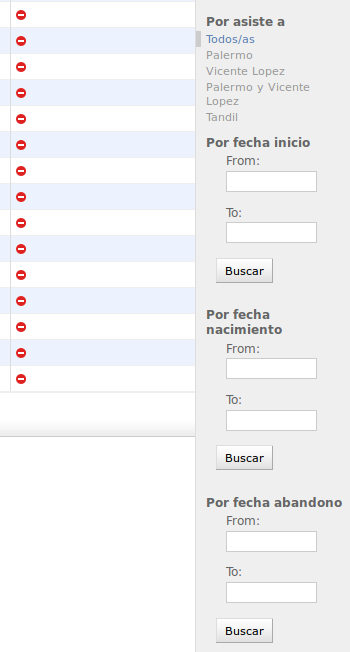 Por asiste a
Todos/as
Palermo
Vicente Lopez
Palermo y Vicente
Lopez
Tandil
Por fecha inicio
From:
To:
Buscar
Por fecha
nacimiento
From:
To:
Buscar
Por fecha abandono
From:
To:
Buscar